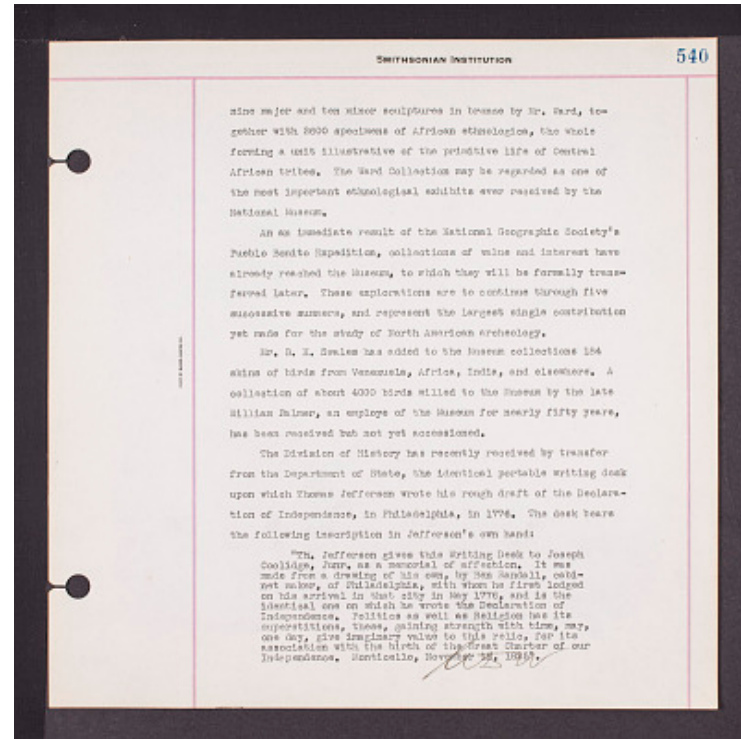 SMITHSONIAN INSTITUTION
540
nine major and ten minor sculptures in bronze by Mr. Ward, to-
gether with 2600 specimens of African ethnologica, the whole
forming a unit illustrative of the primitive life of Central
African tribes. The Ward Collection may be regarded as one of
the most important ethnological exhibits ever received by the
National Museum.
As an immediate result of the National Geographic Society's
Pueblo Bonito Expedition, collections of value and interest have
already reached the Museum, to which they will be formally trans-
ferred later. These explorations are to continue through five
successive summers, and represent the largest single contribution
yet made for the study of North American archeology.
Mr. B. H. Swales has added to the Museum collections 184
skins of birds from Venezuela, Africa, India, and elsewhere. A
collection of about 4000 birds willed to the Museum by the late
William Palmer, an employe of the Museum for nearly fifty years,
has been received but not yet accessioned.
The Division of History has recently received by transfer
from the Department of State, the identical portable writing desk
upon which Thomas Jefferson wrote his rough draft of the Declara-
tion of Independence, in Philadelphia, in 1776. The desk bears
the following inscription in Jefferson's own hand:
"Th. Jefferson gives this Writing Desk to Joseph
Coolidge, Junr. as a memorial of affection. It was
made from a drawing of his own, by Ben Randall, cabi-
net maker, of Philadelphia, with whom he first lodged
on his arrival in that city in May 1776, and is the
identical one on which he wrote the Declaration of
Independence. Politics as well as Religion has its
superstitions, these, gaining strength with time, may,
one day, give imaginary value to this relic, for its
association with the birth of the Great Charter of our
Independence. Monticello, November 18, 1825".